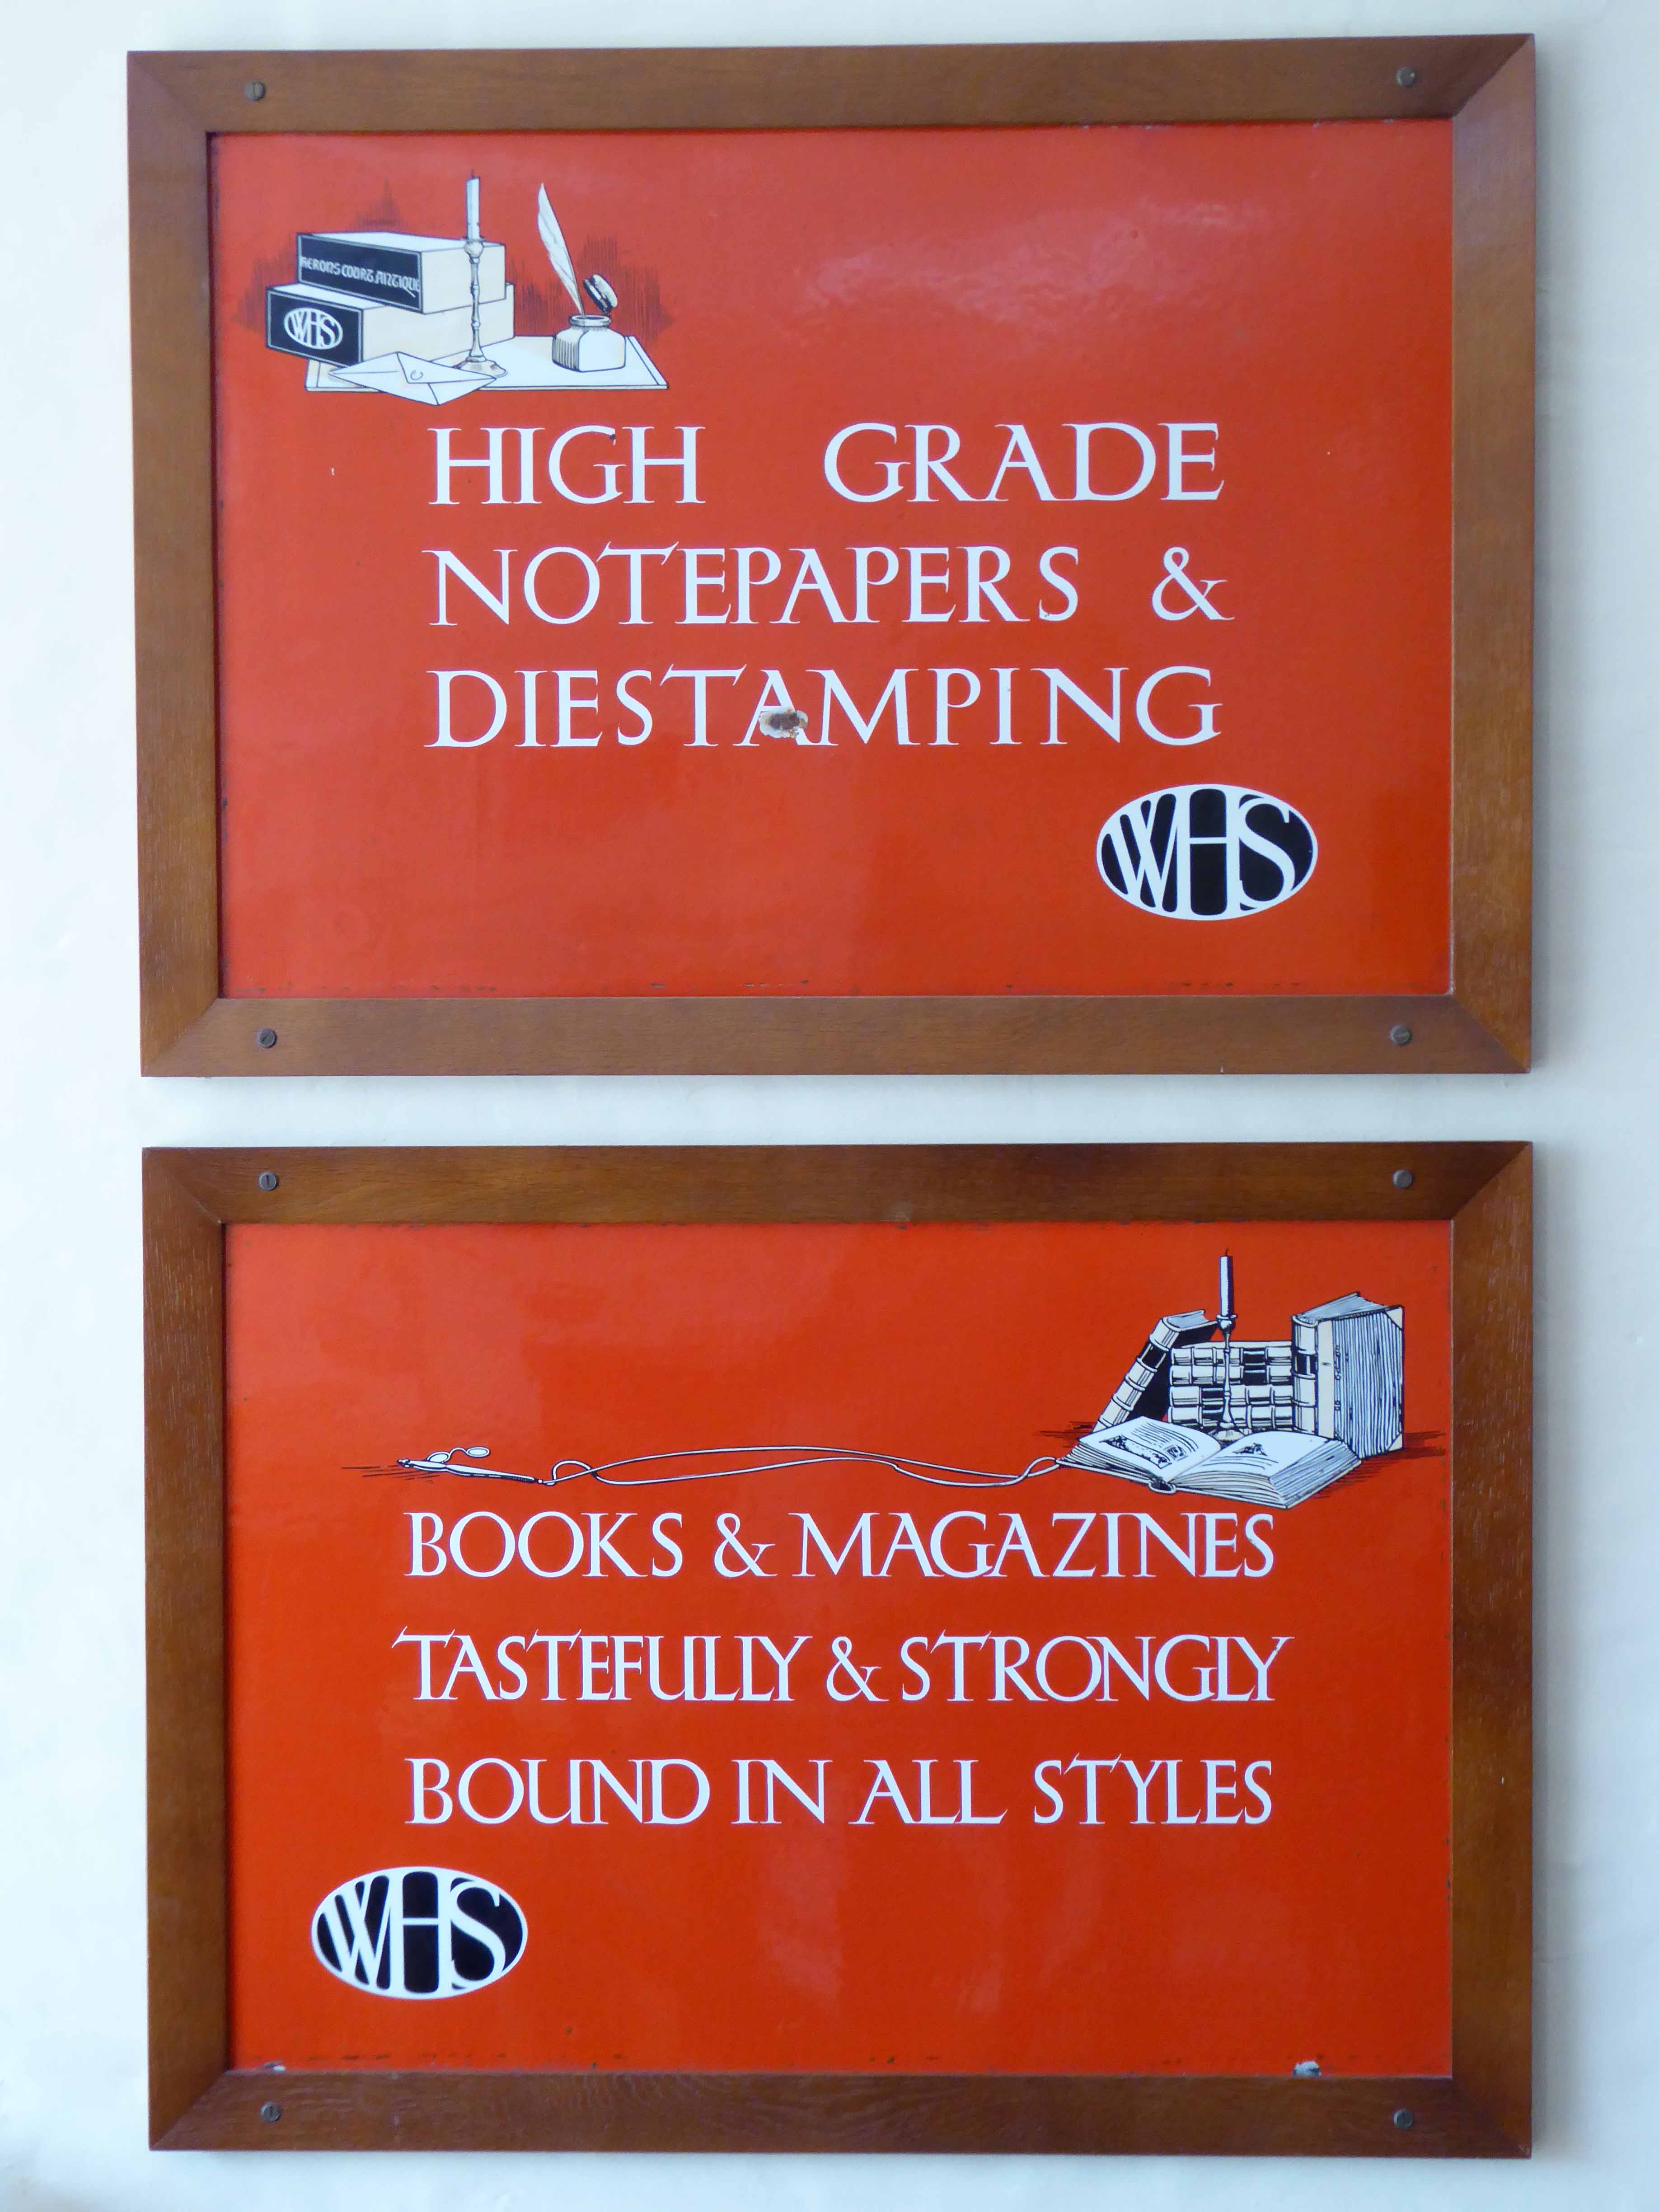 HERONS COURT ANTIQUE
WHS
HIGH GRADE
NOTEPAPERS &
DIESTAMPING
WHS
BOOKS & MAGAZINES
TASTEFULLY & STRONGLY
BOUND IN ALL STYLES
WHS